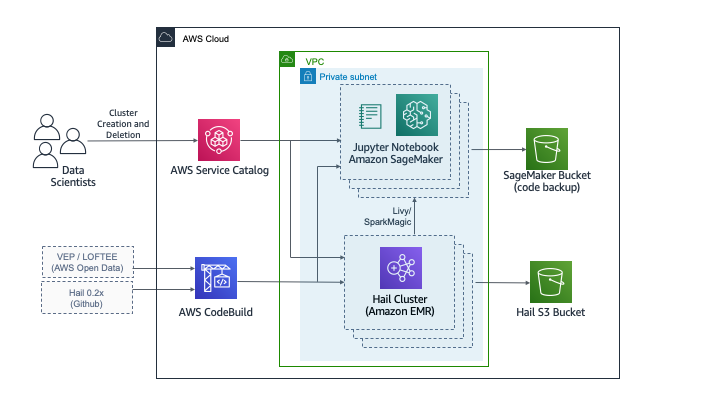 AWS Cloud
VPC
Private subnet
Cluster
Creation and
Deletion
Data
Scientists
AWS Service Catalog
Jupyter Notebook
Amazon SageMaker
SageMaker Bucket
(code backup)
Livy/
SparkMagic
VEP / LOFTEE
(AWS Open Data)
Hail 0.2x
(Github)
AWS CodeBuild
Hail Cluster
(Amazon EMR)
Hail S3 Bucket